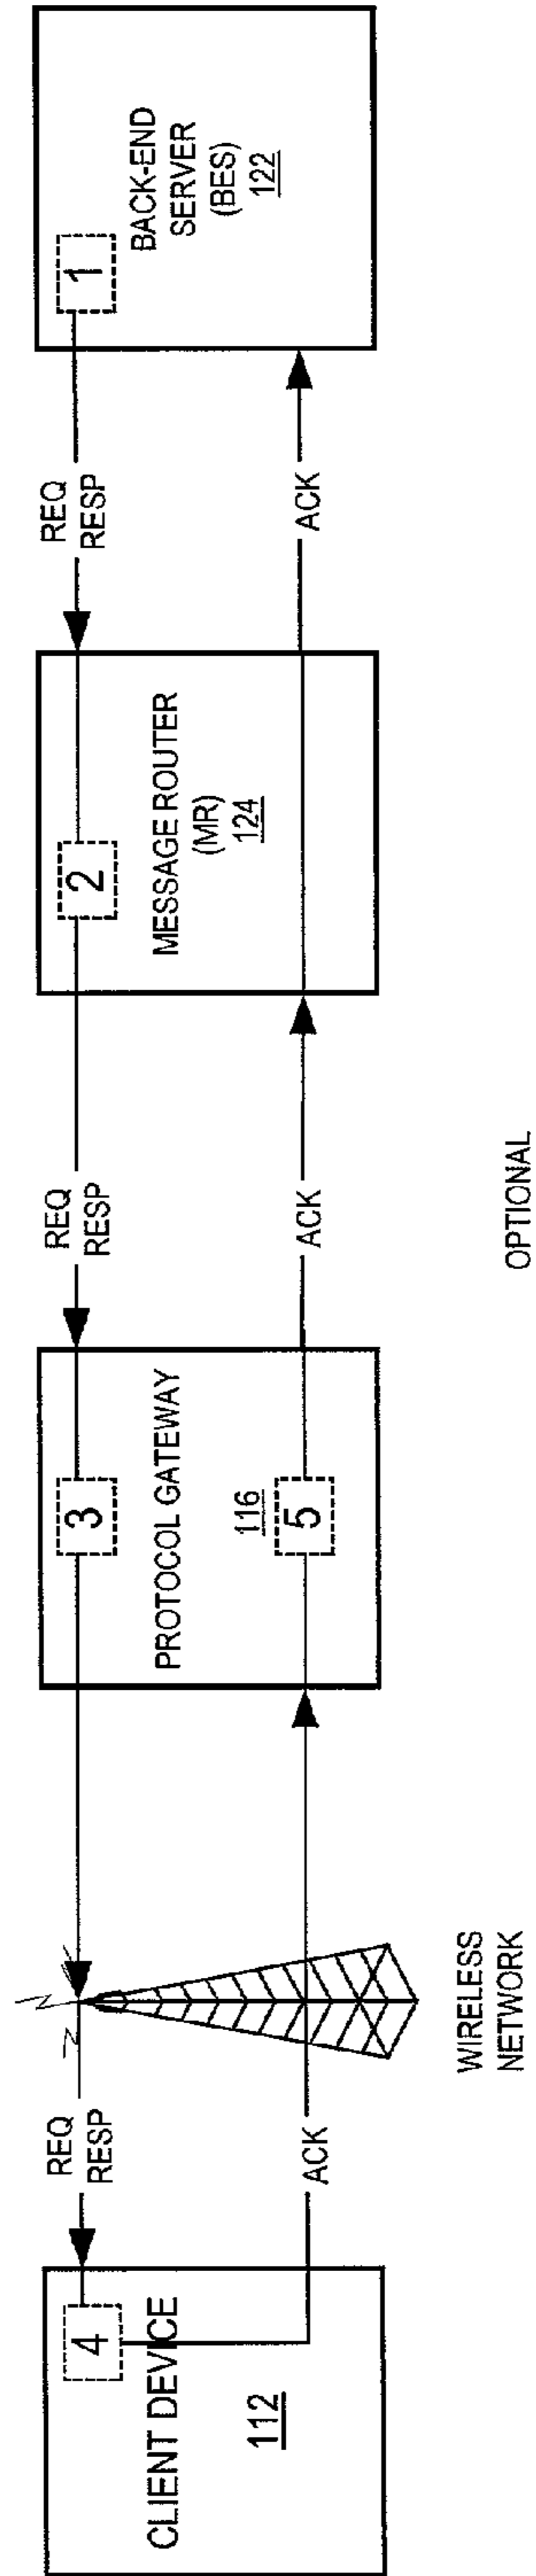 CLIENT DEVICE
112
4
REQ
RESP
ACK
WIRELESS
NETWORK
PROTOCOL GATEWAY
116
3
5
REQ
RESP
ACK
OPTIONAL
MESSAGE ROUTER
(MR)
124
2
REQ
RESP
ACK
BACK-END
SERVER
(BES)
122
1